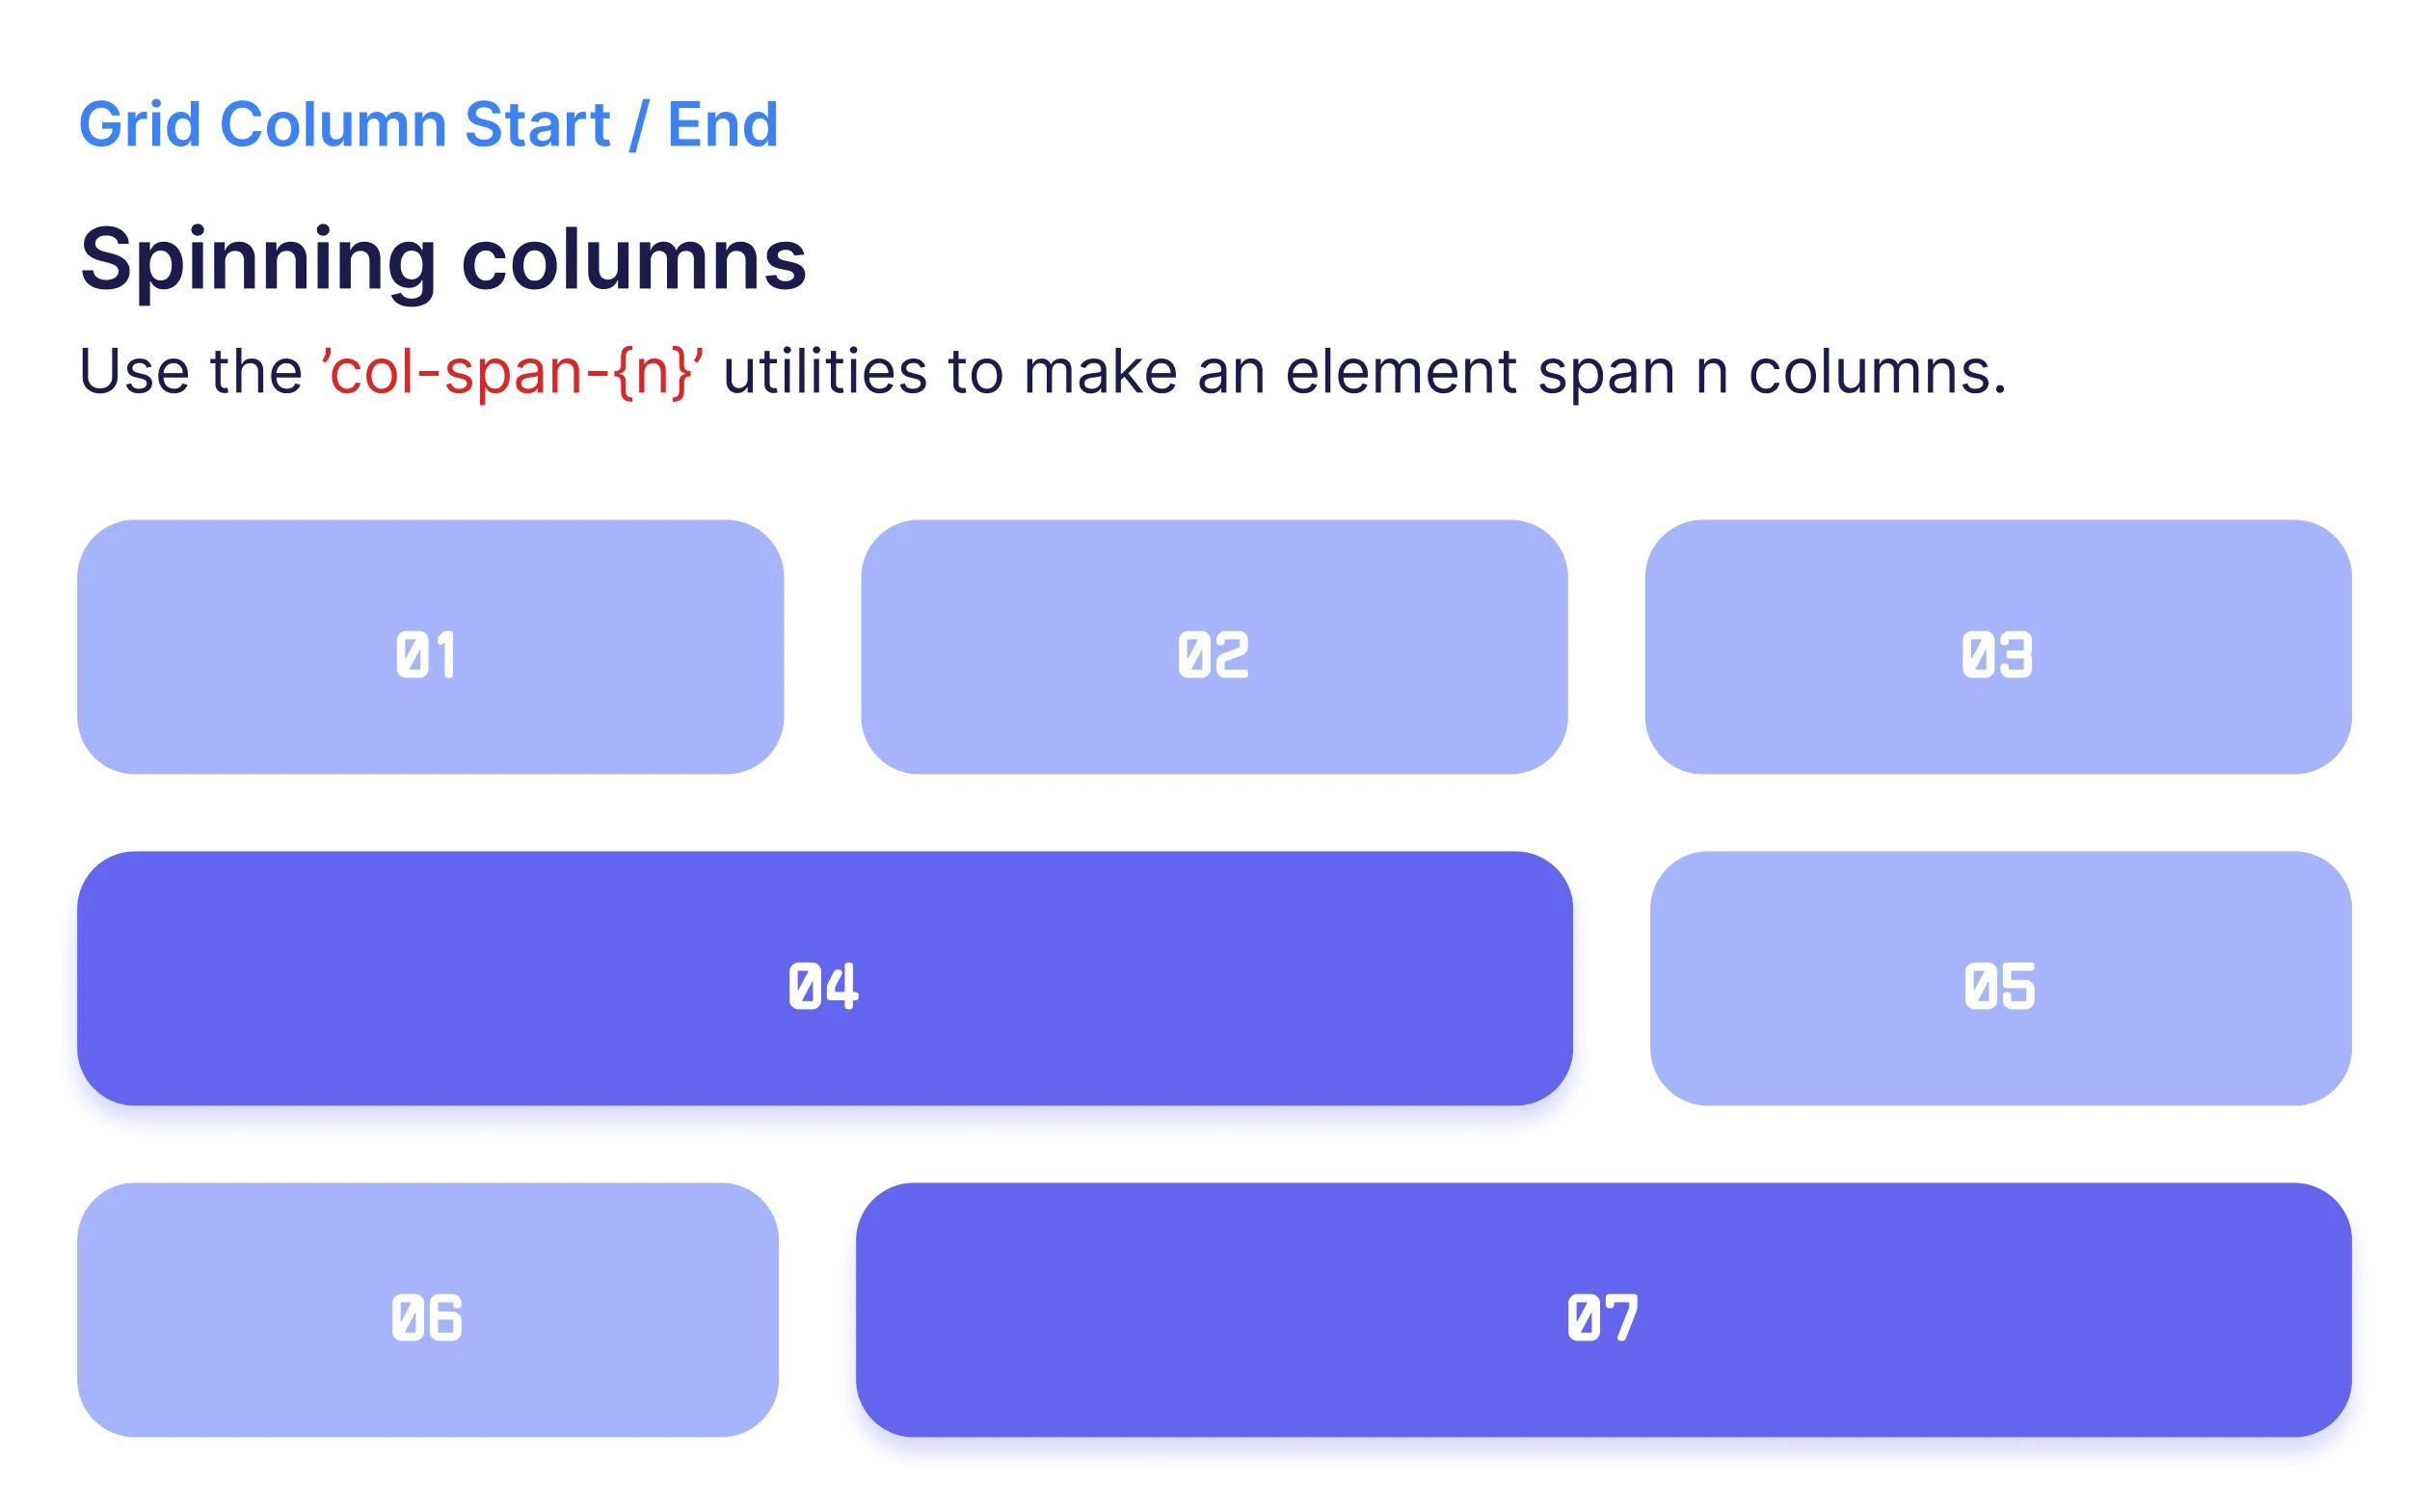 Grid Column Start / End
Spinning columns
Use the ’col-span-{n}’ utilities to make an element span n columns.
01
02
03
04
05
06
07